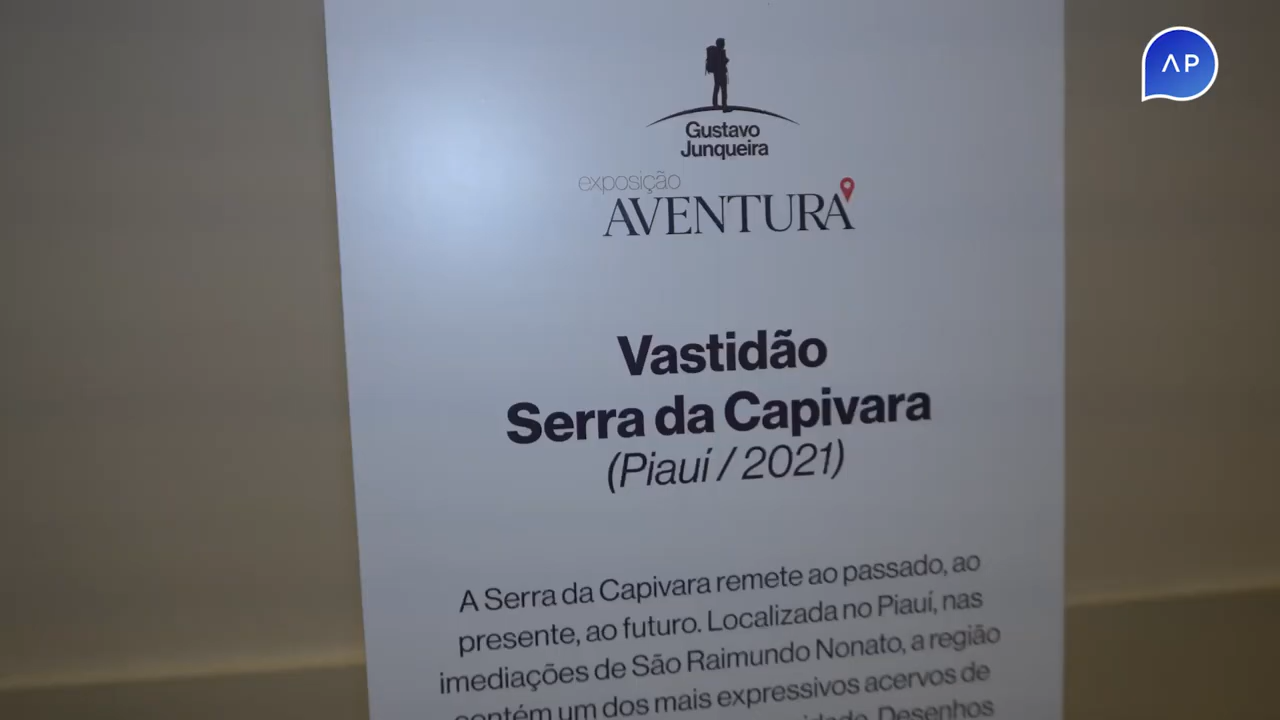 AP
Gustavo
Junqueira
exposição
AVENTURA
Vastidão
Serra da Capivara
(Piauí / 2021)
A Serra da Capivara remete ao passado, ao
presente, ao futuro. Localizada no Piauí, nas
imediações de São Raimundo Nonato, a região
contém um dos mais expressivos acervos de
Desenhos